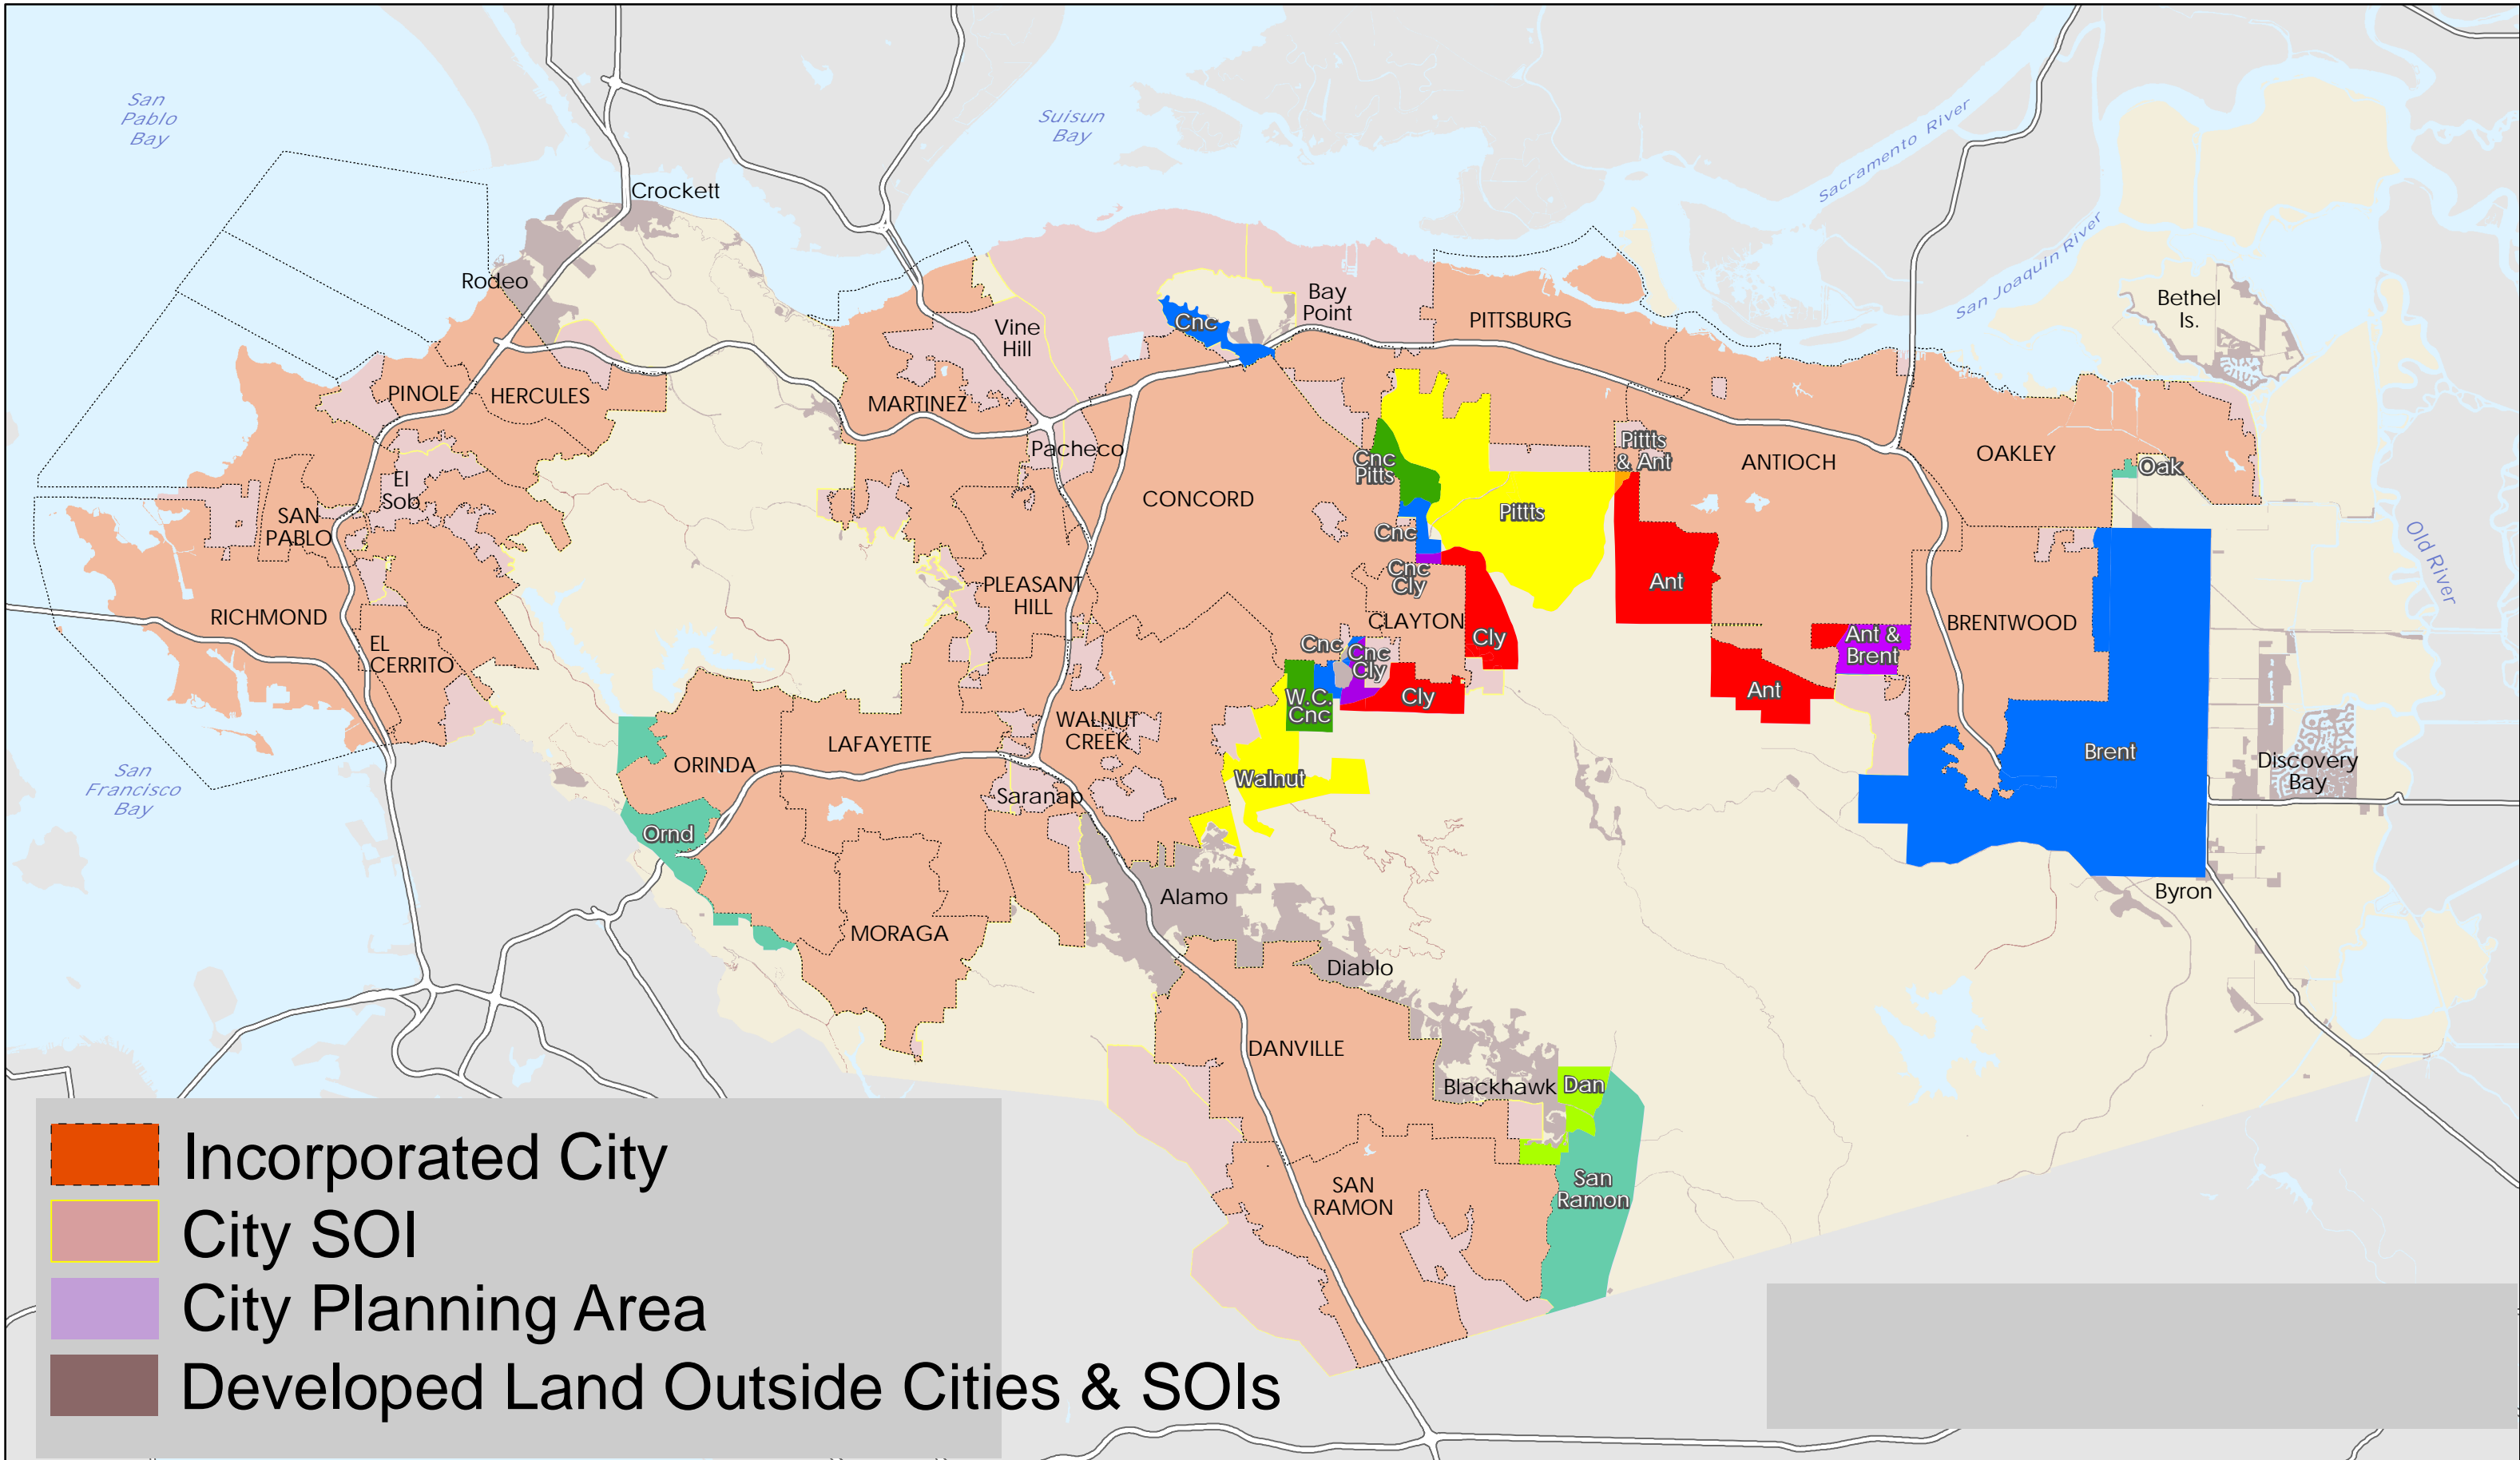 San
Pablo
Bay
Suisun
Bay
Sacramento River
San Joaquin River
Old River
San
Francisco
Bay
Crockett
Rodeo
Vine
Hill
Bay
Point
Cnc
PITTSBURG
Bethel
Is.
PINOLE
HERCULES
MARTINEZ
Pacheco
El
Sob
SAN
PABLO
CONCORD
Cnc
Pitts
Pittts
& Ant
ANTIOCH
OAKLEY
Oak
Pittts
Cnc
Cnc
Cly
Ant
PLEASANT
HILL
RICHMOND
EL
CERRITO
CLAYTON
Cly
BRENTWOOD
Ant &
Brent
Cnc
Cnc
Cly
Cly
Ant
W.C.
Cnc
WALNUT
CREEK
LAFAYETTE
ORINDA
Walnut
Brent
Discovery
Bay
Saranap
Ornd
Alamo
Byron
MORAGA
Diablo
DANVILLE
Blackhawk
Dan
San
Ramon
SAN
RAMON
Incorporated City
City SOI
City Planning Area
Developed Land Outside Cities & SOIs